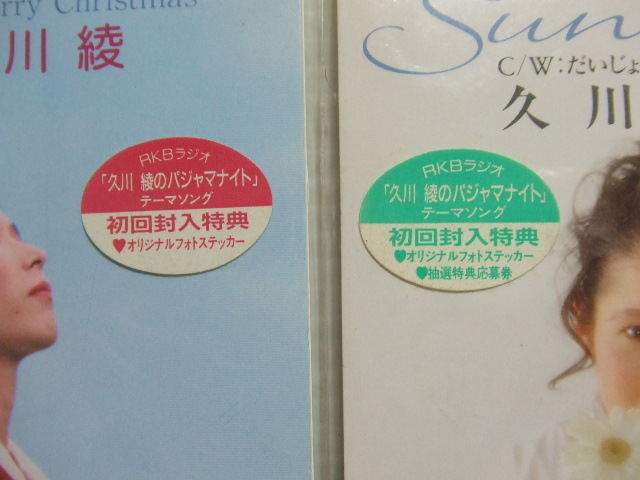 rry Christmas
川 綾
RKBラジオ
「久川 綾のパジャマナイト」
テーマソング
初回封入特典
♥オリジナルフォトステッカー
Sun
C/W:だいじょ
久 川
RKBラジオ
「久川 綾のパジャマナイト」
テーマソング
初回封入特典
♥オリジナルフォトステッカー
♥抽選特典応募券